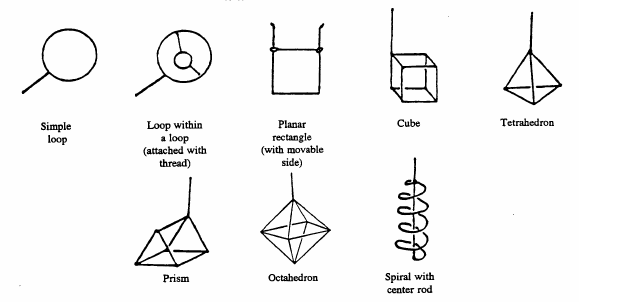 Simple
loop
Loop within
a loop
(attached with
thread)
Planar
rectangle
(with movable
side)
Cube
Tetrahedron
Prism
Octahedron
Spiral with
center rod